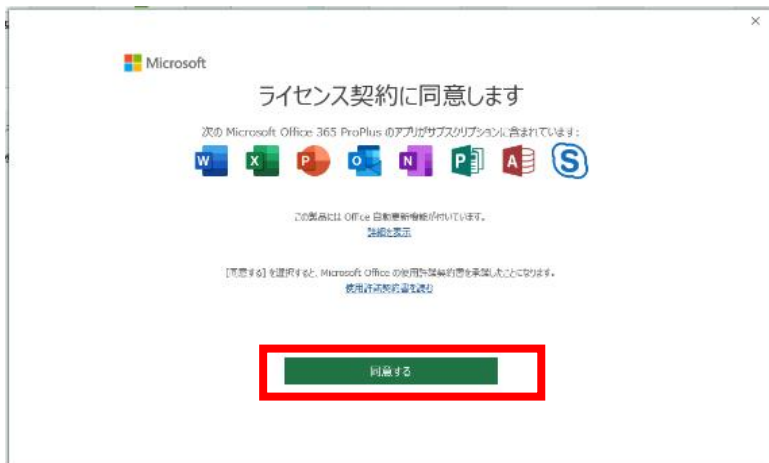 Microsoft
ライセンス契約に同意します
次の Microsoft Office 365 ProPlus のアプリがサブスクリプションに含まれています:
W X P O N P A S
この製品には Office 自動更新機能が付いています。
詳細を表示
[同意する] を選択すると、Microsoft Office の使用許諾契約書を承諾したことになります。
使用許諾契約書を読む
同意する